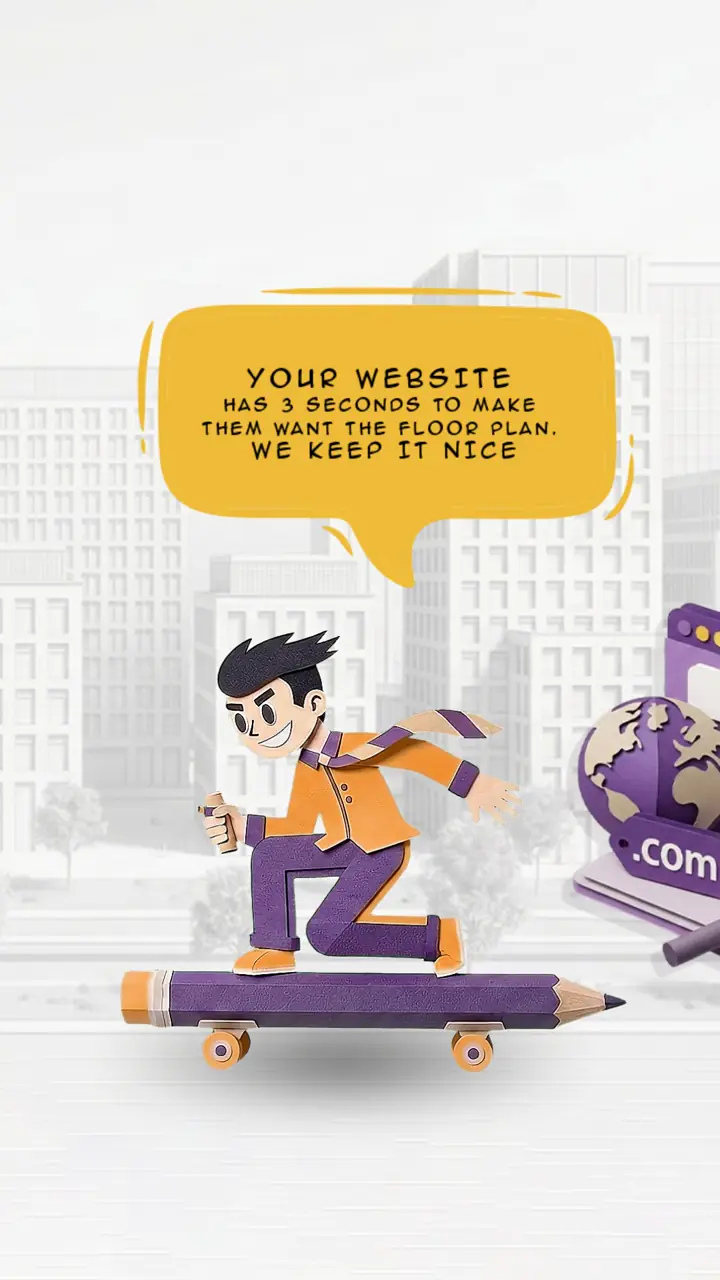 YOUR WEBSITE
HAS 3 SECONDS TO MAKE
THEM WANT THE FLOOR PLAN.
WE KEEP IT NICE
.com